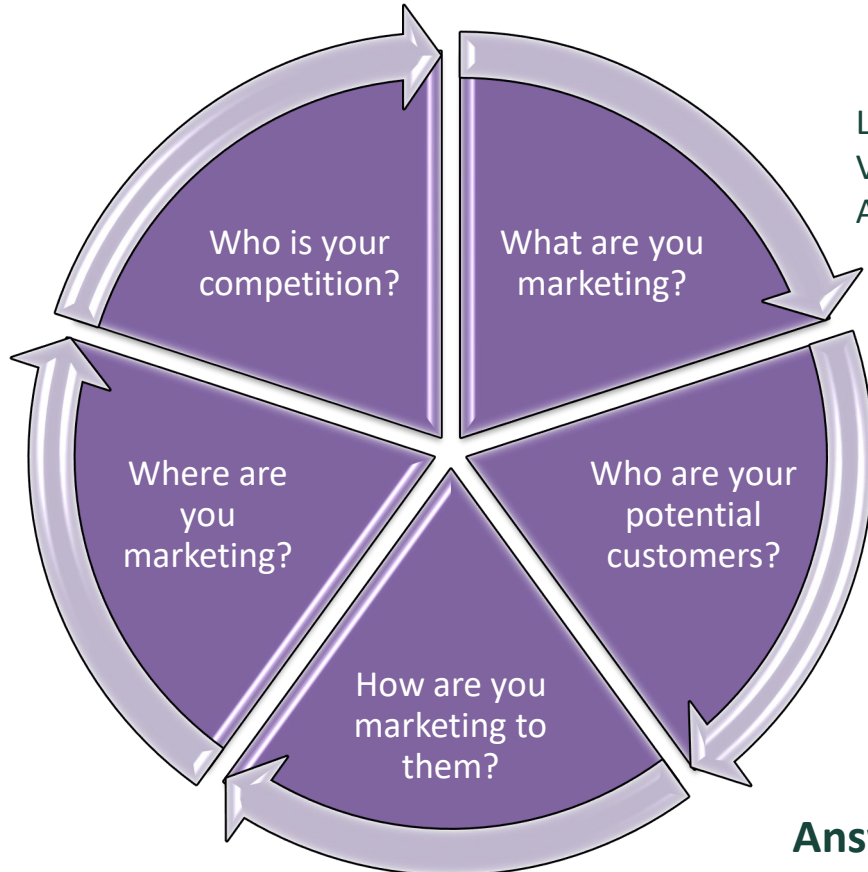 Who is your
competition?
What are you
marketing?
Who are your
potential
customers?
How are you
marketing to
them?
Where are
you
marketing?